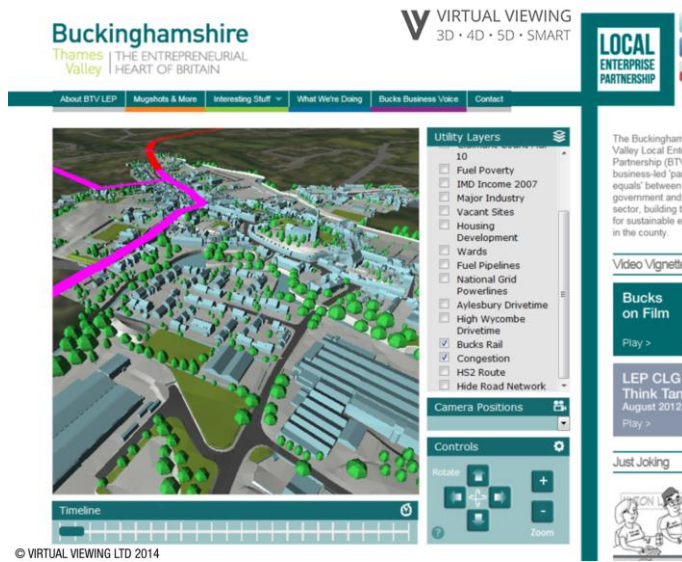 Buckinghamshire
Thames Valley
THE ENTREPRENEURIAL
HEART OF BRITAIN
VIRTUAL VIEWING
3D • 4D • 5D • SMART
LOCAL
ENTERPRISE
PARTNERSHIP
About BTV LEP
Mugshots & More
Interesting Stuff
What We're Doing
Bucks Business Voice
Contact
Utility Layers
10
Fuel Poverty
IMD Income 2007
Major Industry
Vacant Sites
Housing
Development
Wards
Fuel Pipelines
National Grid
Powerlines
Aylesbury Drivetime
High Wycombe
Drivetime
Bucks Rail
Congestion
HS2 Route
Hide Road Network
Camera Positions
Controls
Rotate
+
-
Zoom
?
Timeline
The Buckingham
Valley Local Ent
Partnership (BTV
business-led 'pa
equals' between
government and
sector, building t
for sustainable e
in the county.
Video Vignette
Bucks
on Film
Play >
LEP CLG
Think Tan
August 2012
Play >
Just Joking
© VIRTUAL VIEWING LTD 2014